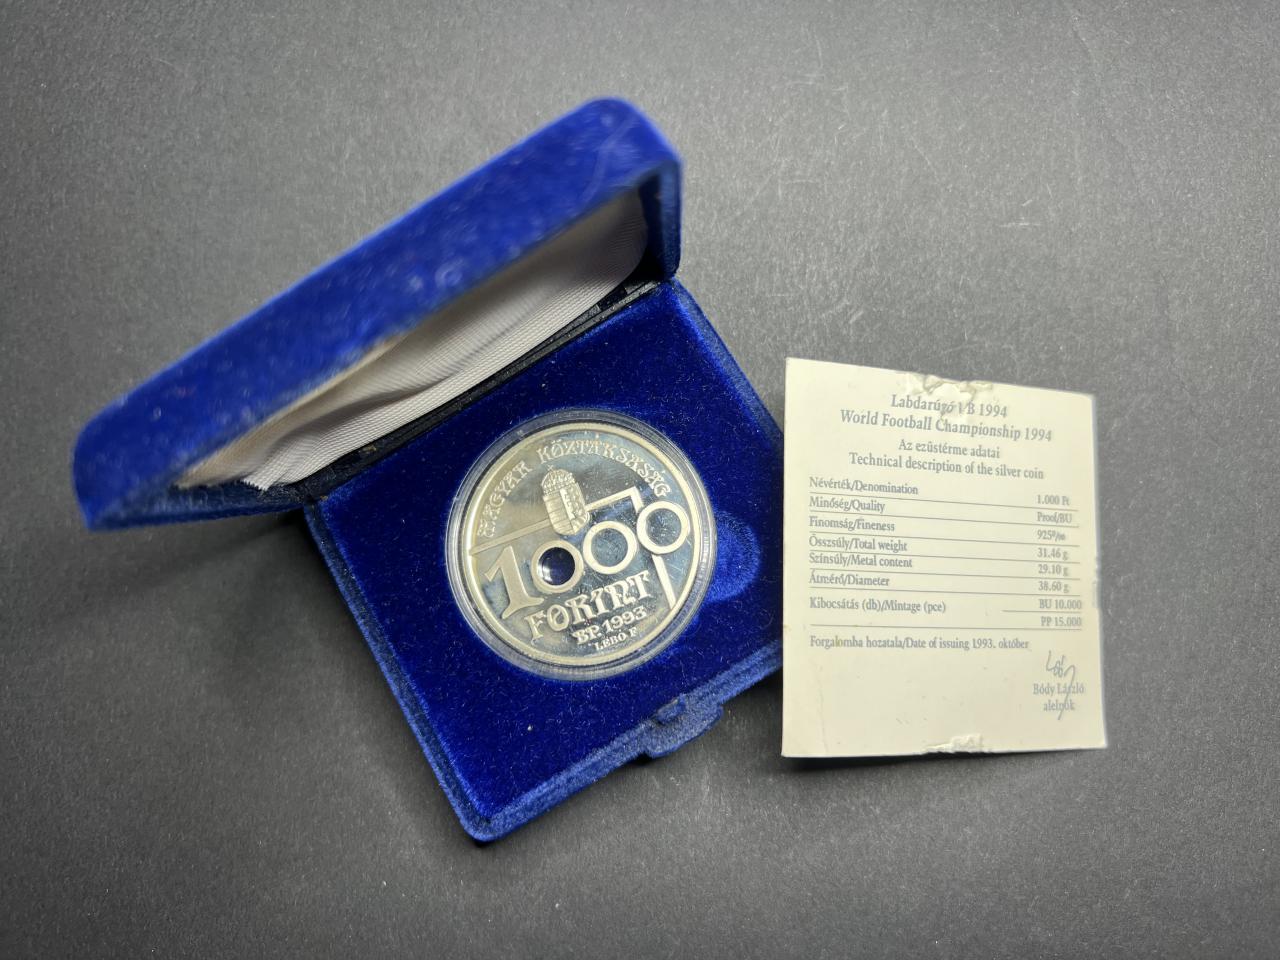 MAGYAR KÖZTÁRSASÁG
1000
FORINT
BP. 1993
LEBÓ F
Labdarúgó VB 1994
World Football Championship 1994
Az ezüstérme adatai
Technical description of the silver coin
Névérték/Denomination 1.000 Ft
Minőség/Quality Proof/BU
Finomság/Fineness 925⁰/₀₀
Összsúly/Total weight 31.46 g
Színsúly/Metal content 29.10 g
Átmérő/Diameter 38.60 g
Kibocsátás (db)/Mintage (pce) BU 10.000
PP 15.000
Forgalomba hozatala/Date of issuing 1993. október
Bódy László
alelnök